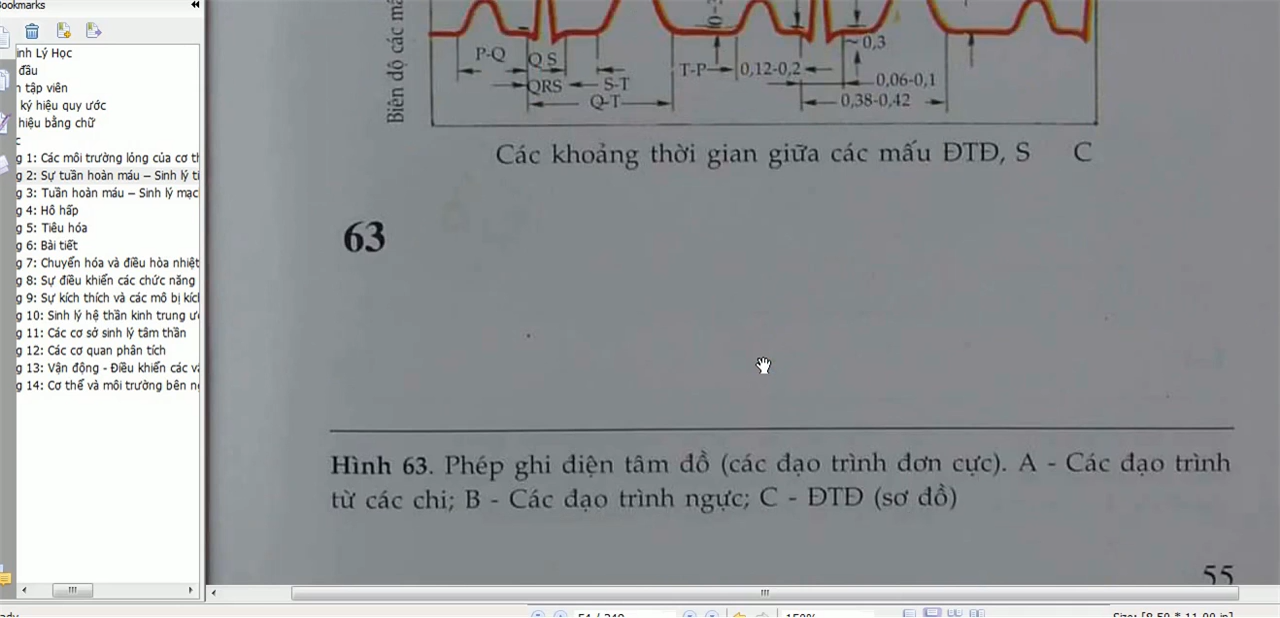 Bookmarks
inh Lý Học
đầu
tập viên
ký hiệu quy ước
hiệu bằng chữ
g 1: Các môi trường lỏng của cơ th
g 2: Sự tuần hoàn máu – Sinh lý ti
g 3: Tuần hoàn máu – Sinh lý mạc
g 4: Hô hấp
g 5: Tiêu hóa
g 6: Bài tiết
g 7: Chuyển hóa và điều hòa nhiệt
g 8: Sự điều khiển các chức năng
g 9: Sự kích thích và các mô bị kíc
g 10: Sinh lý hệ thần kinh trung ư
g 11: Các cơ sở sinh lý tâm thần
g 12: Các cơ quan phân tích
g 13: Vận động - Điều khiển các v
g 14: Cơ thể và môi trường bên n
Biên độ các mấ
P-Q
Q S
QRS
S-T
Q-T
T-P
0,12-0,2
~0,3
0,06-0,1
0,38-0,42
Các khoảng thời gian giữa các mấu ĐTĐ, S C
63
Hình 63. Phép ghi điện tâm đồ (các đạo trình đơn cực). A - Các đạo trình
từ các chi; B - Các đạo trình ngực; C - ĐTĐ (sơ đồ)
55